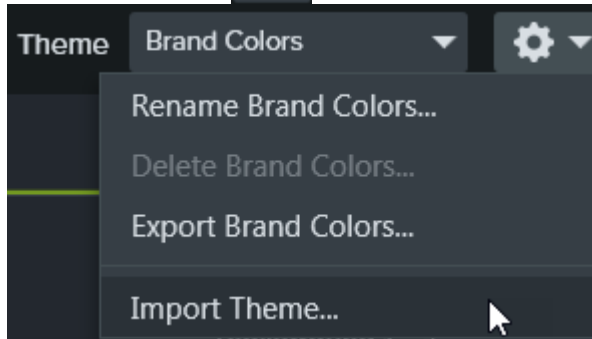 Theme Brand Colors
Rename Brand Colors...
Delete Brand Colors...
Export Brand Colors...
Import Theme...